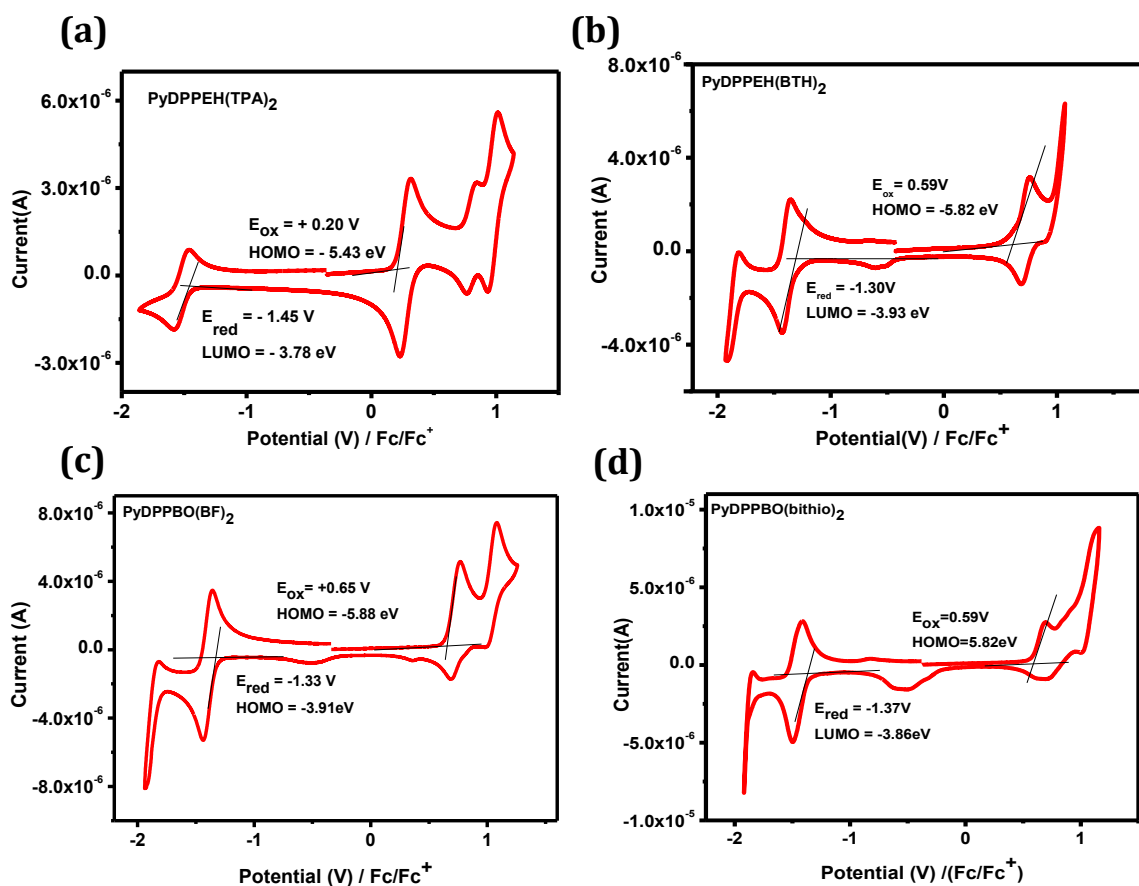 (a)
PyDPPEH(TPA)2
6.0x10-6
3.0x10-6
0.0
-3.0x10-6
Current(A)
Eox = + 0.20 V
HOMO = - 5.43 eV
E red = - 1.45 V
LUMO = - 3.78 eV
-2
-1
0
1
Potential (V) / Fc/Fc+
(b)
PyDPPEH(BTH)2
8.0x10-6
4.0x10-6
0.0
-4.0x10-6
Current (A)
Eox = 0.59V
HOMO = -5.82 eV
E red = -1.30V
LUMO = -3.93 eV
-2
-1
0
1
Potential(V) / Fc/Fc+
(c)
PyDPPBO(BF)2
8.0x10-6
4.0x10-6
0.0
-4.0x10-6
-8.0x10-6
Current (A)
Eox = +0.65 V
HOMO = -5.88 eV
Ered = -1.33 V
HOMO = -3.91eV
-2
-1
0
1
Potential (V) / Fc/Fc+
(d)
PyDPPBO(bithio)2
1.0x10-5
5.0x10-6
0.0
-5.0x10-6
-1.0x10-5
Current(A)
Eox=0.59V
HOMO=5.82eV
Ered = -1.37V
LUMO = -3.86eV
-2
-1
0
1
Potential (V) /(Fc/Fc+)